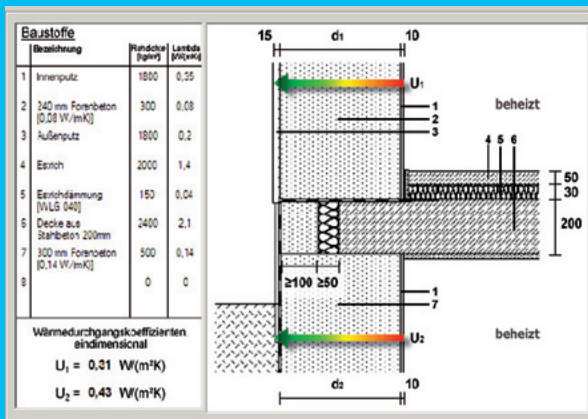 Baustoffe
Bezeichnung Rohdichte [kg/m³] Lambda [W/(mK)]
1 Innenputz 1800 0,35
2 240 mm Porenbeton [0,08 W/mK)] 300 0,08
3 Außenputz 1800 0,2
4 Estrich 2000 1,4
5 Estrichdämmung [WLG 040] 150 0,04
6 Decke aus Stahlbeton 200mm 2400 2,1
7 300 mm Porenbeton [0,14 W/mK)] 500 0,14
8 0 0
Wärmedurchgangskoeffizienten
eindimensional
U₁ = 0,31 W/(m²K)
U₂ = 0,43 W/(m²K)
15 d₁ 10
U₁
1
2
3
beheizt
4 5 6
50
30
200
≥100 ≥50
1
7
U₂
beheizt
d₂ 10